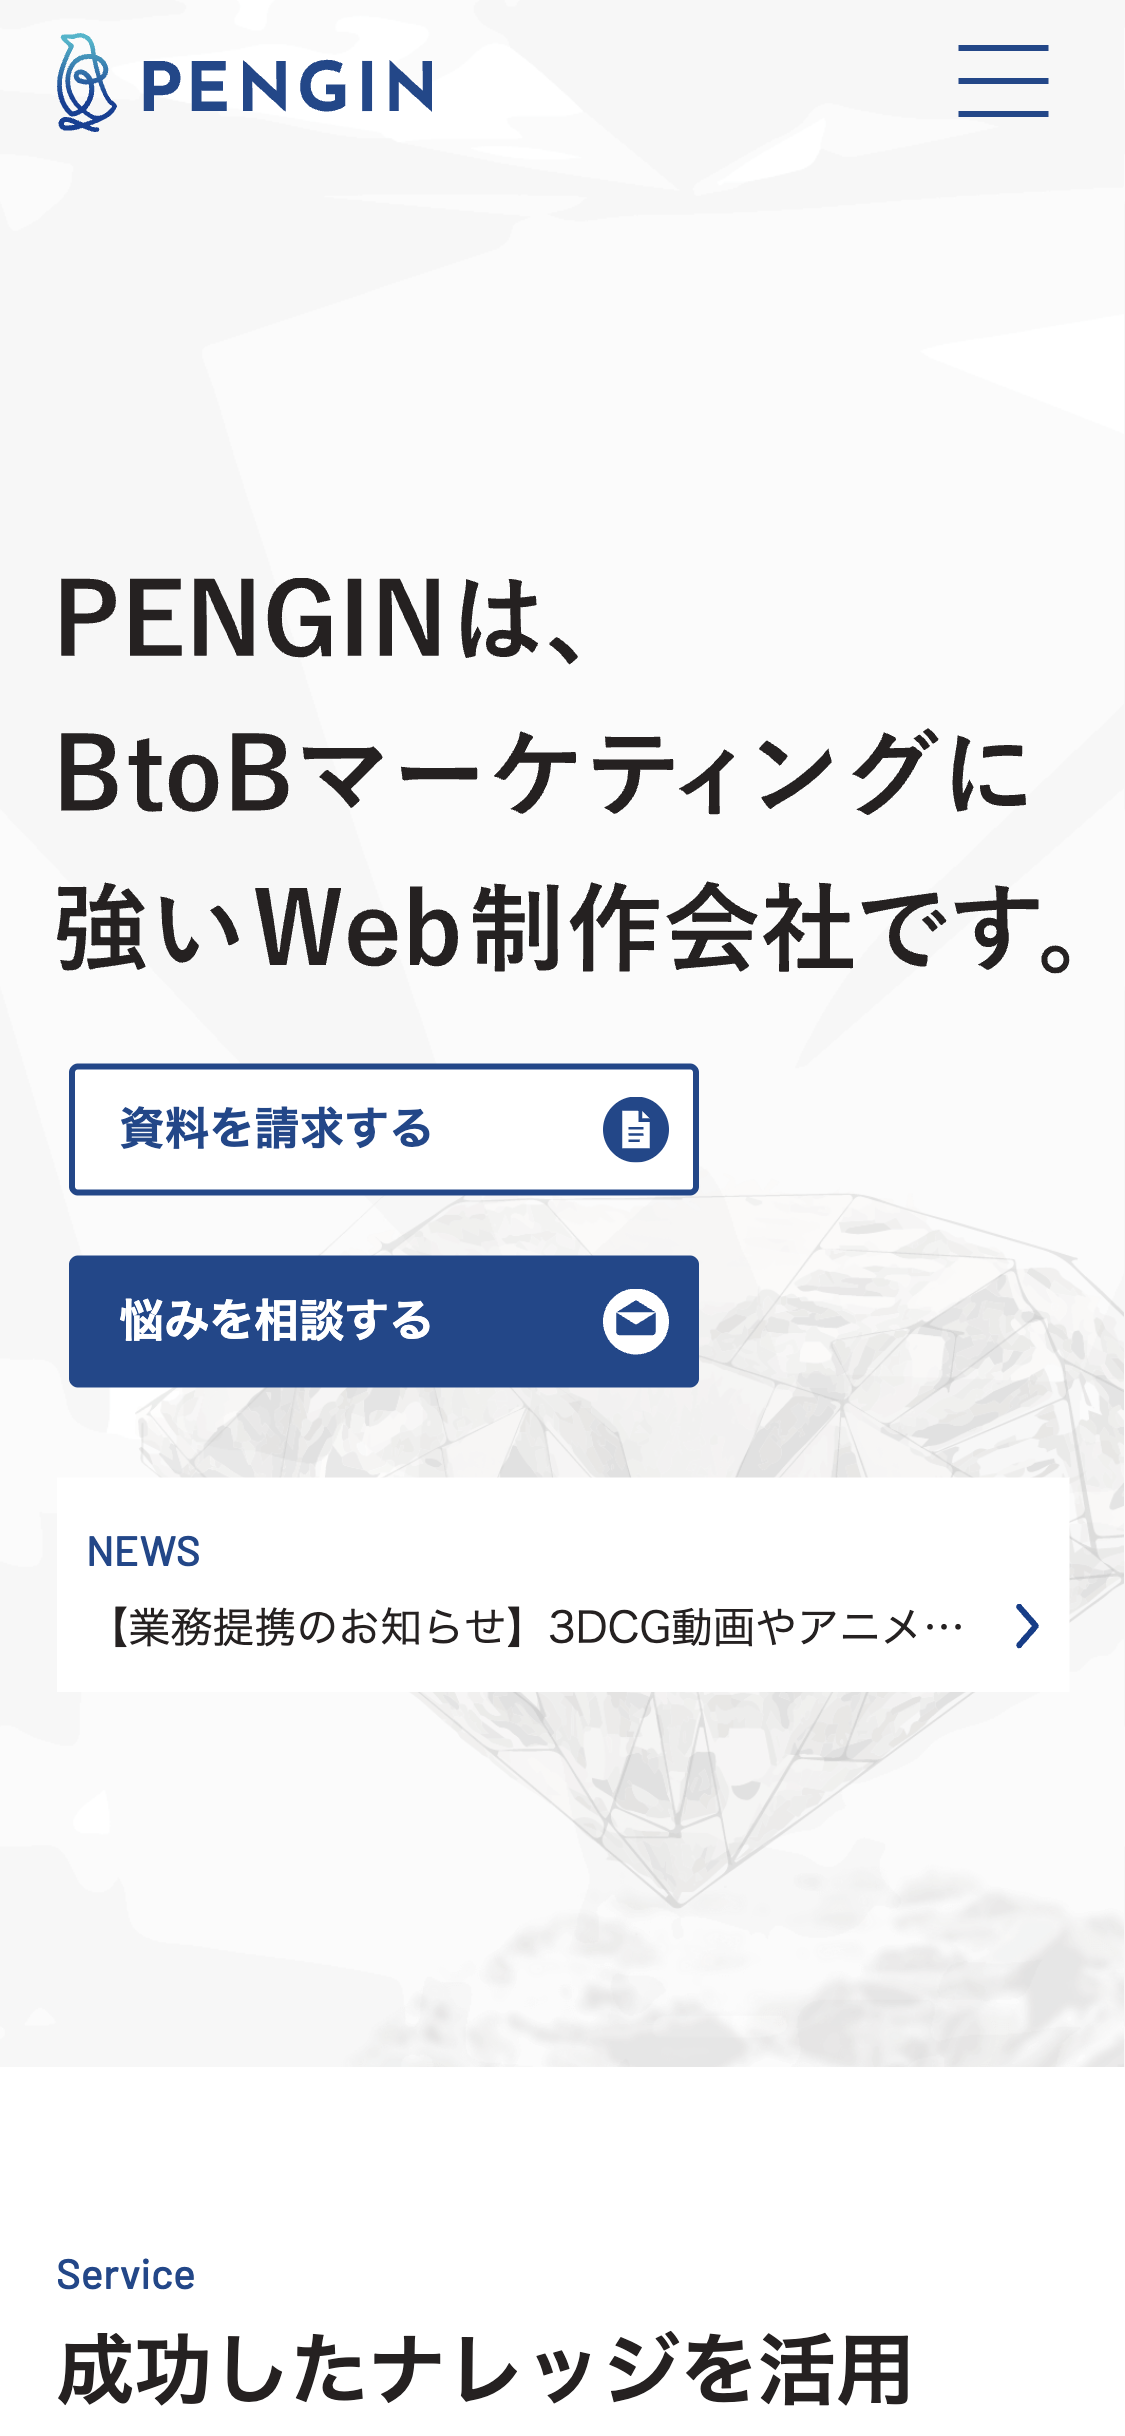 PENGIN
PENGINは、
BtoBマーケティングに
強いWeb制作会社です。
資料を請求する
悩みを相談する
NEWS
【業務提携のお知らせ】3DCG動画やアニメ…
Service
成功したナレッジを活用